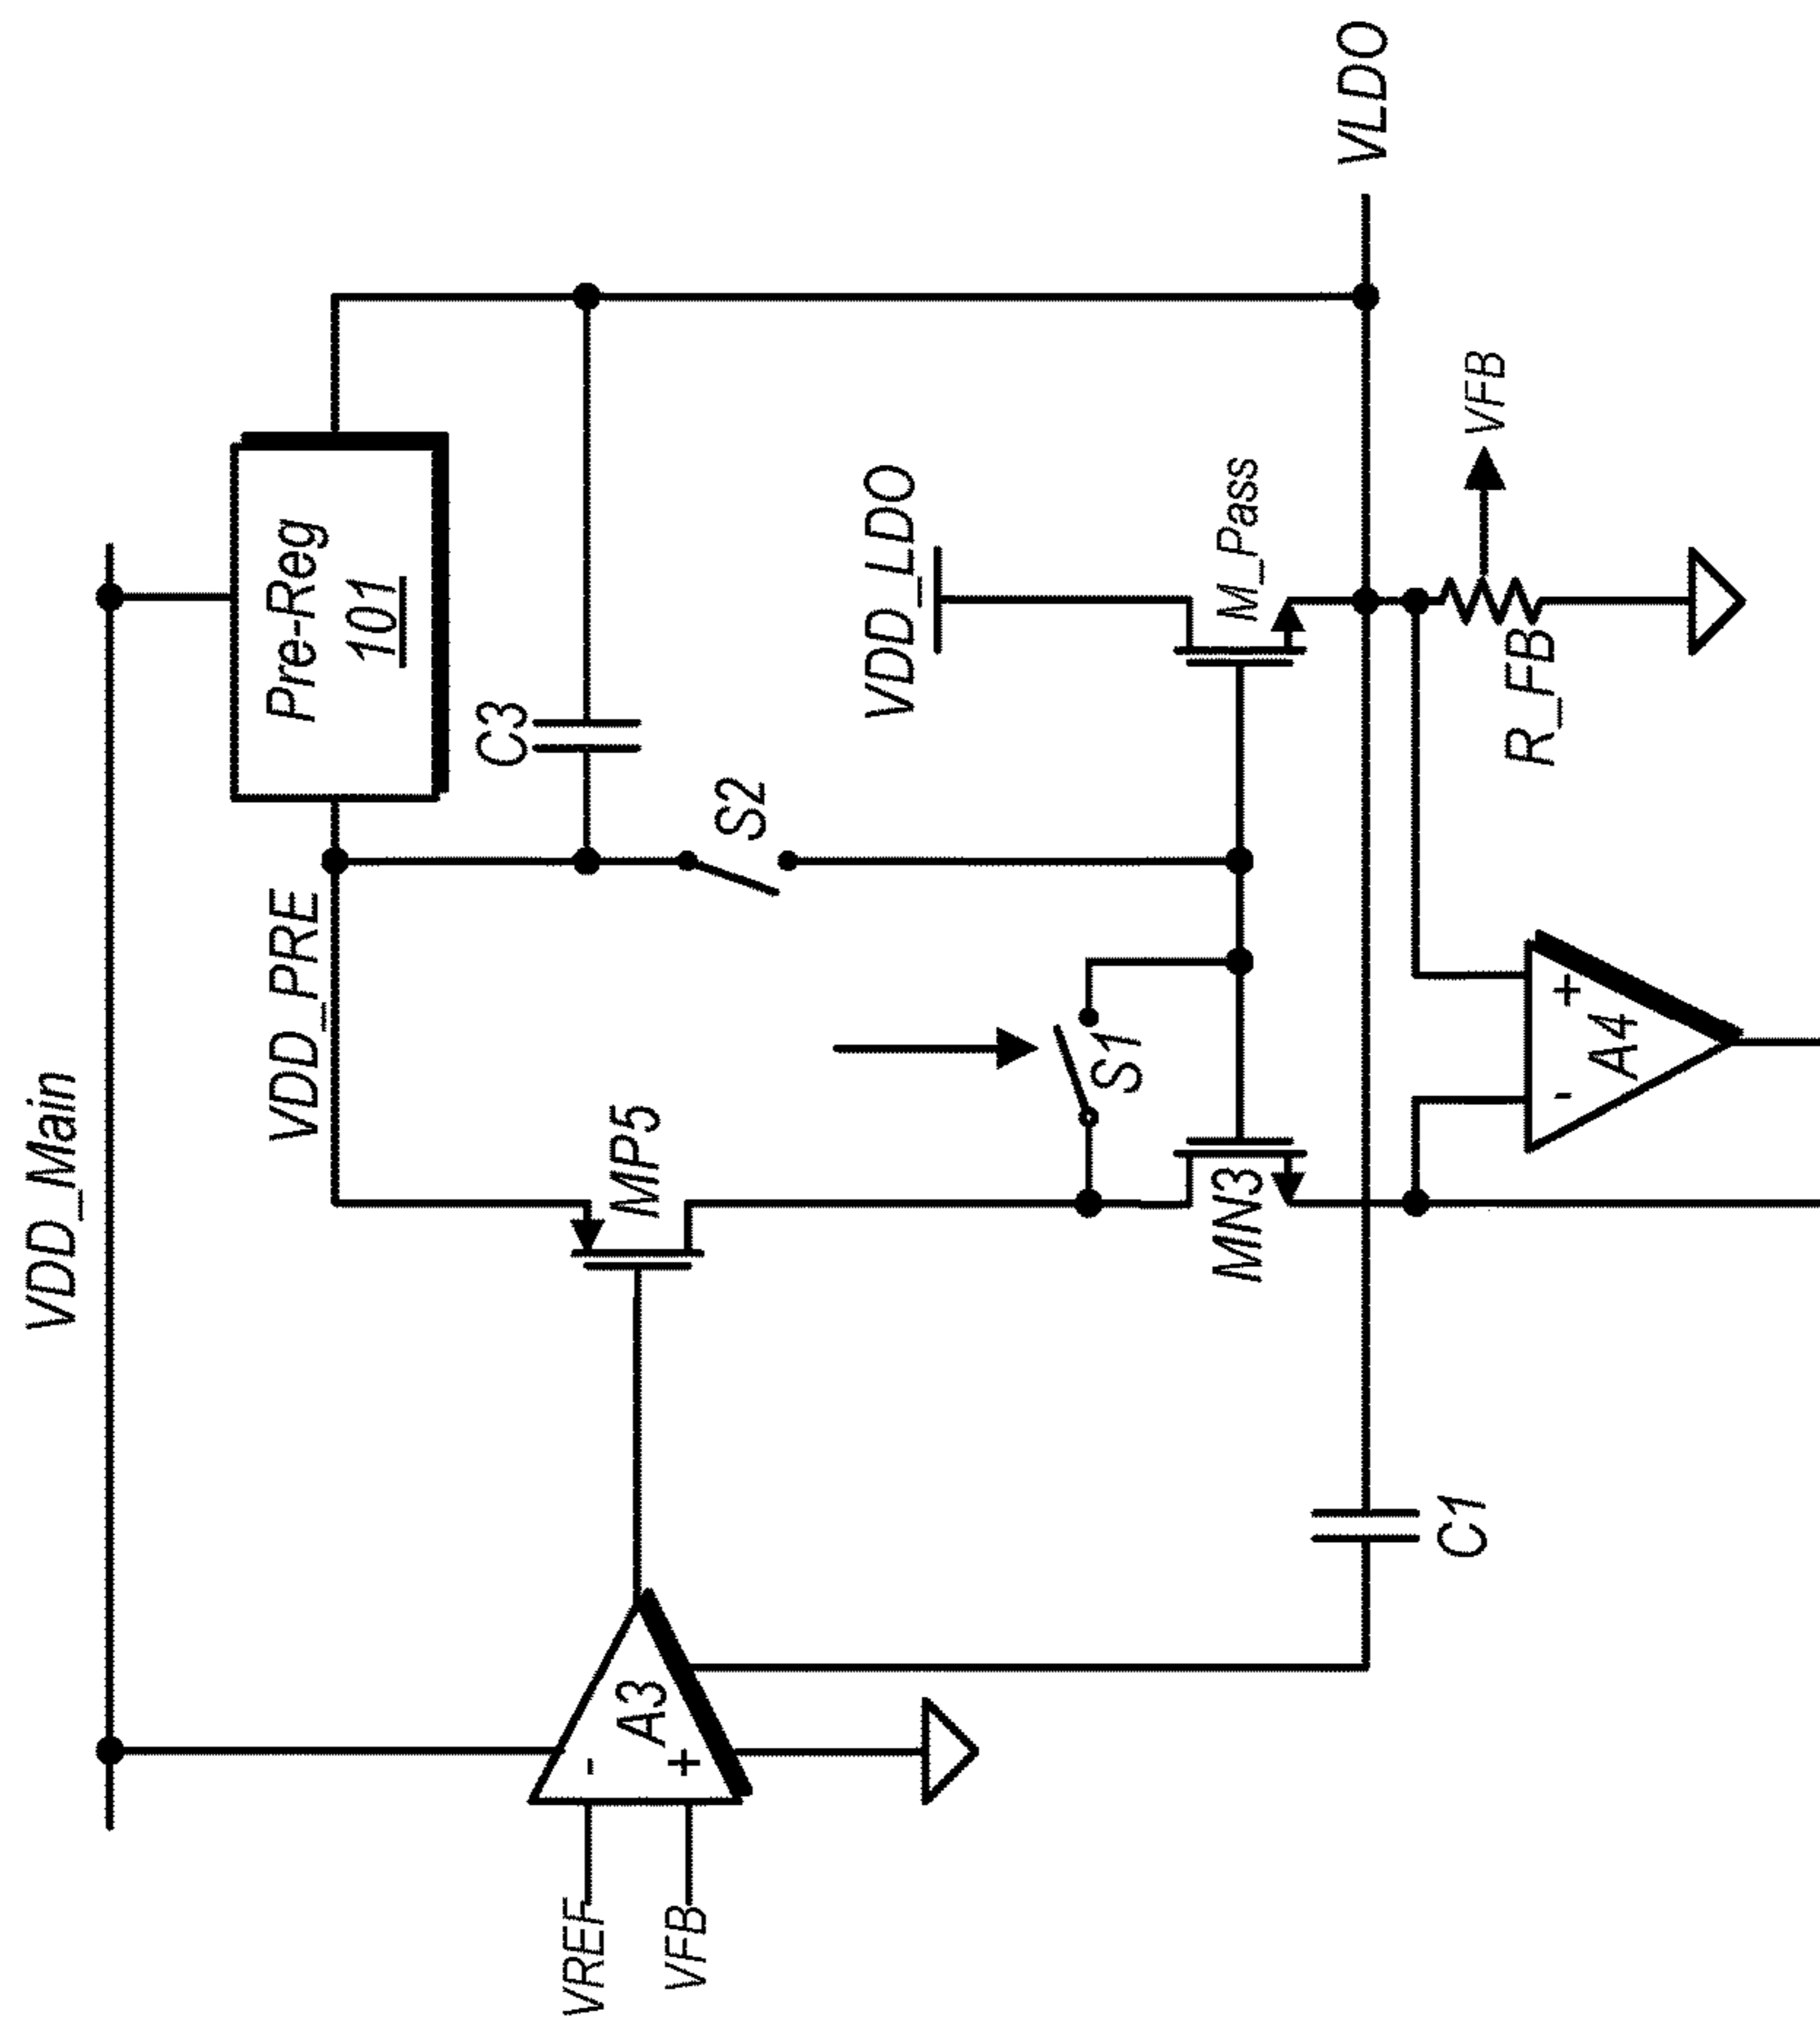 VDD_Main
Pre-Reg
101
VDD_PRE
C3
S2
VDD_LDO
M_Pass
VLDO
VFB
R_FB
S1
MP5
MN3
+
A4
-
C1
-
A3
+
VREF
VFB